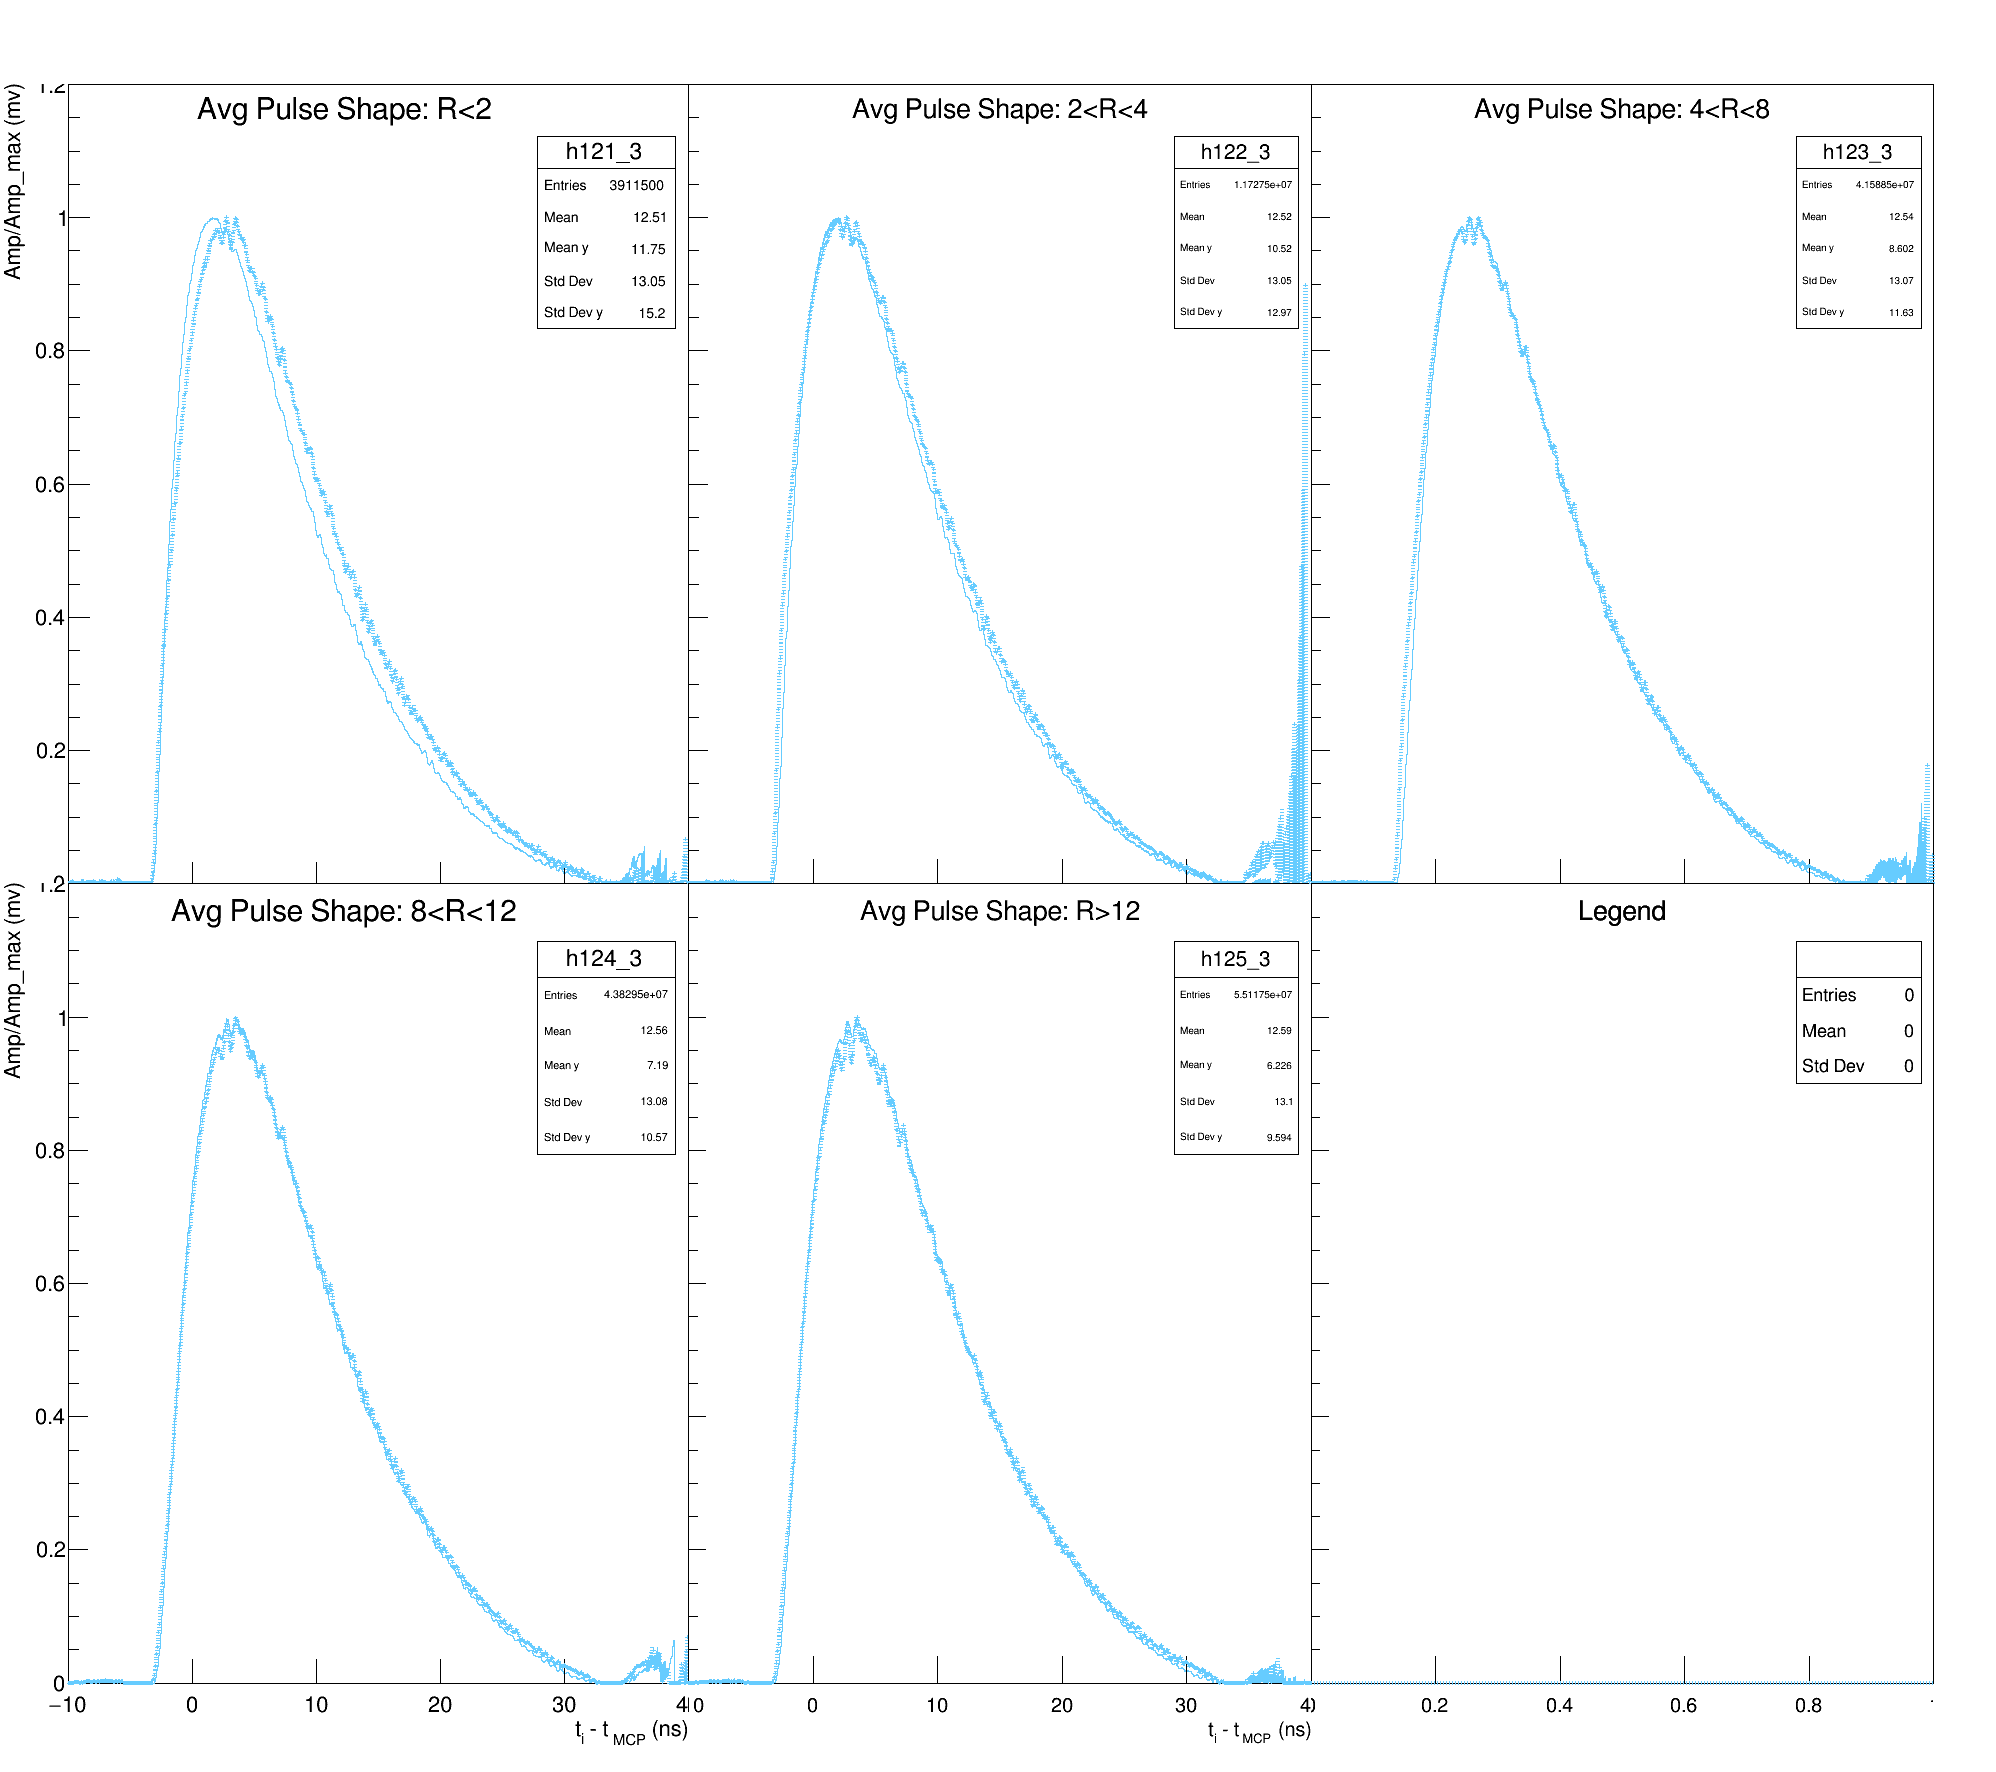 Avg Pulse Shape: R<2
Avg Pulse Shape: 2<R<4
Avg Pulse Shape: 4<R<8
Amp/Amp_max (mv)
1.2
1
0.8
0.6
0.4
0.2
h121_3
Entries 3911500
Mean 12.51
Mean y 11.75
Std Dev 13.05
Std Dev y 15.2
h122_3
Entries 1.17275e+07
Mean 12.52
Mean y 10.52
Std Dev 13.05
Std Dev y 12.97
h123_3
Entries 4.15885e+07
Mean 12.54
Mean y 8.602
Std Dev 13.07
Std Dev y 11.63
Avg Pulse Shape: 8<R<12
Avg Pulse Shape: R>12
Legend
Amp/Amp_max (mv)
1
0.8
0.6
0.4
0.2
0
h124_3
Entries 4.38295e+07
Mean 12.56
Mean y 7.19
Std Dev 13.08
Std Dev y 10.57
h125_3
Entries 5.51175e+07
Mean 12.59
Mean y 6.226
Std Dev 13.1
Std Dev y 9.594
Entries 0
Mean 0
Std Dev 0
−10 0 10 20 30
0 10 20 30
0.2 0.4 0.6 0.8
t_i - t_MCP (ns)
t_i - t_MCP (ns)